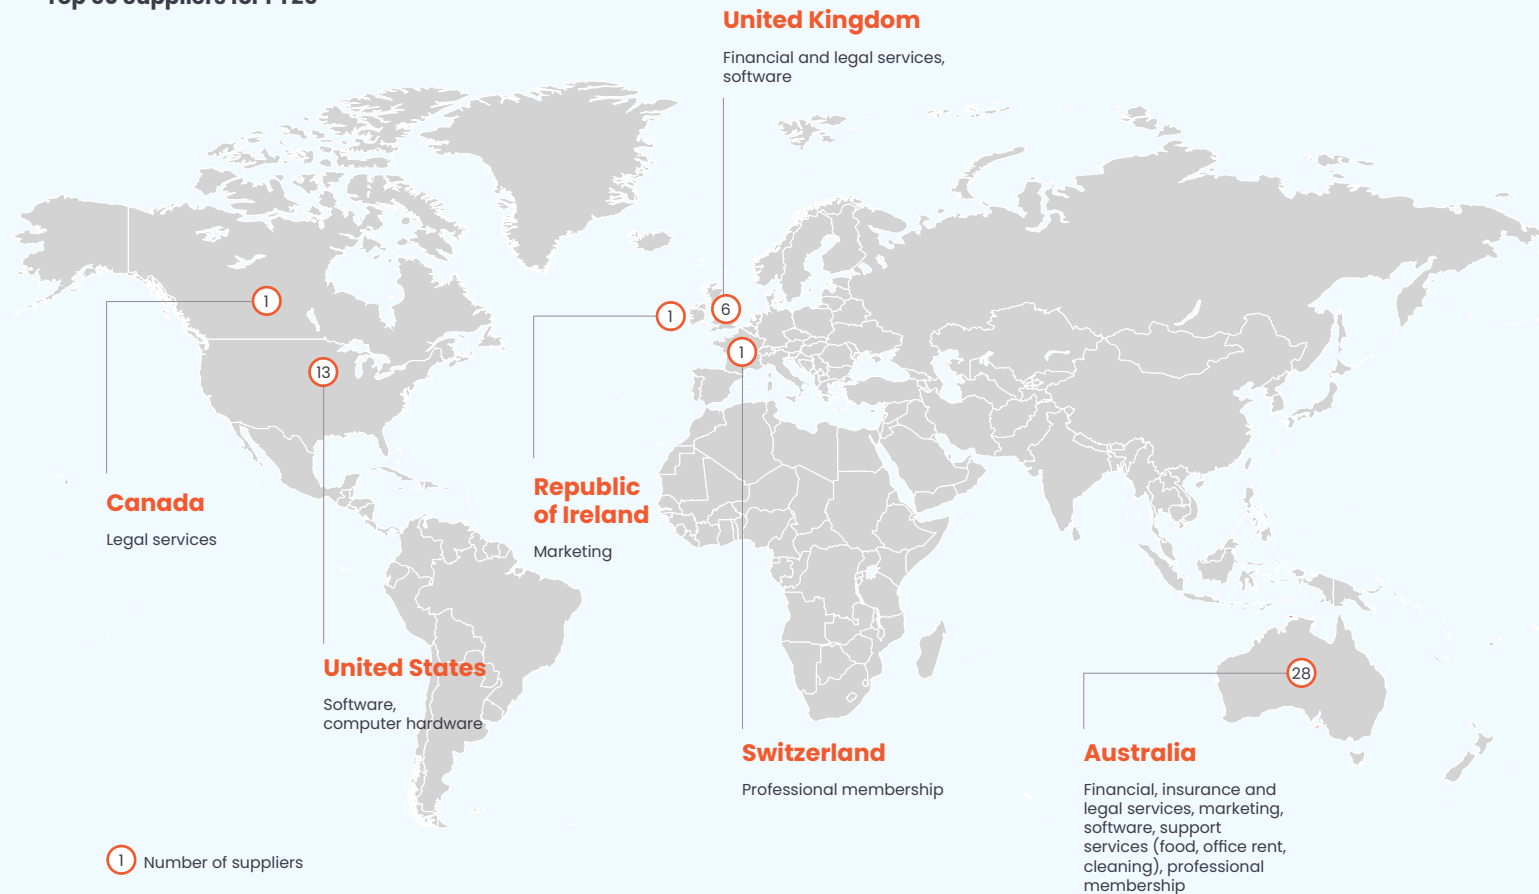 United Kingdom
Financial and legal services,
software
1
6
1
1
13
Canada
Legal services
Republic
of Ireland
Marketing
United States
Software,
computer hardware
28
Switzerland
Professional membership
Australia
Financial, insurance and
legal services, marketing,
software, support
services (food, office rent,
cleaning), professional
membership
1 Number of suppliers